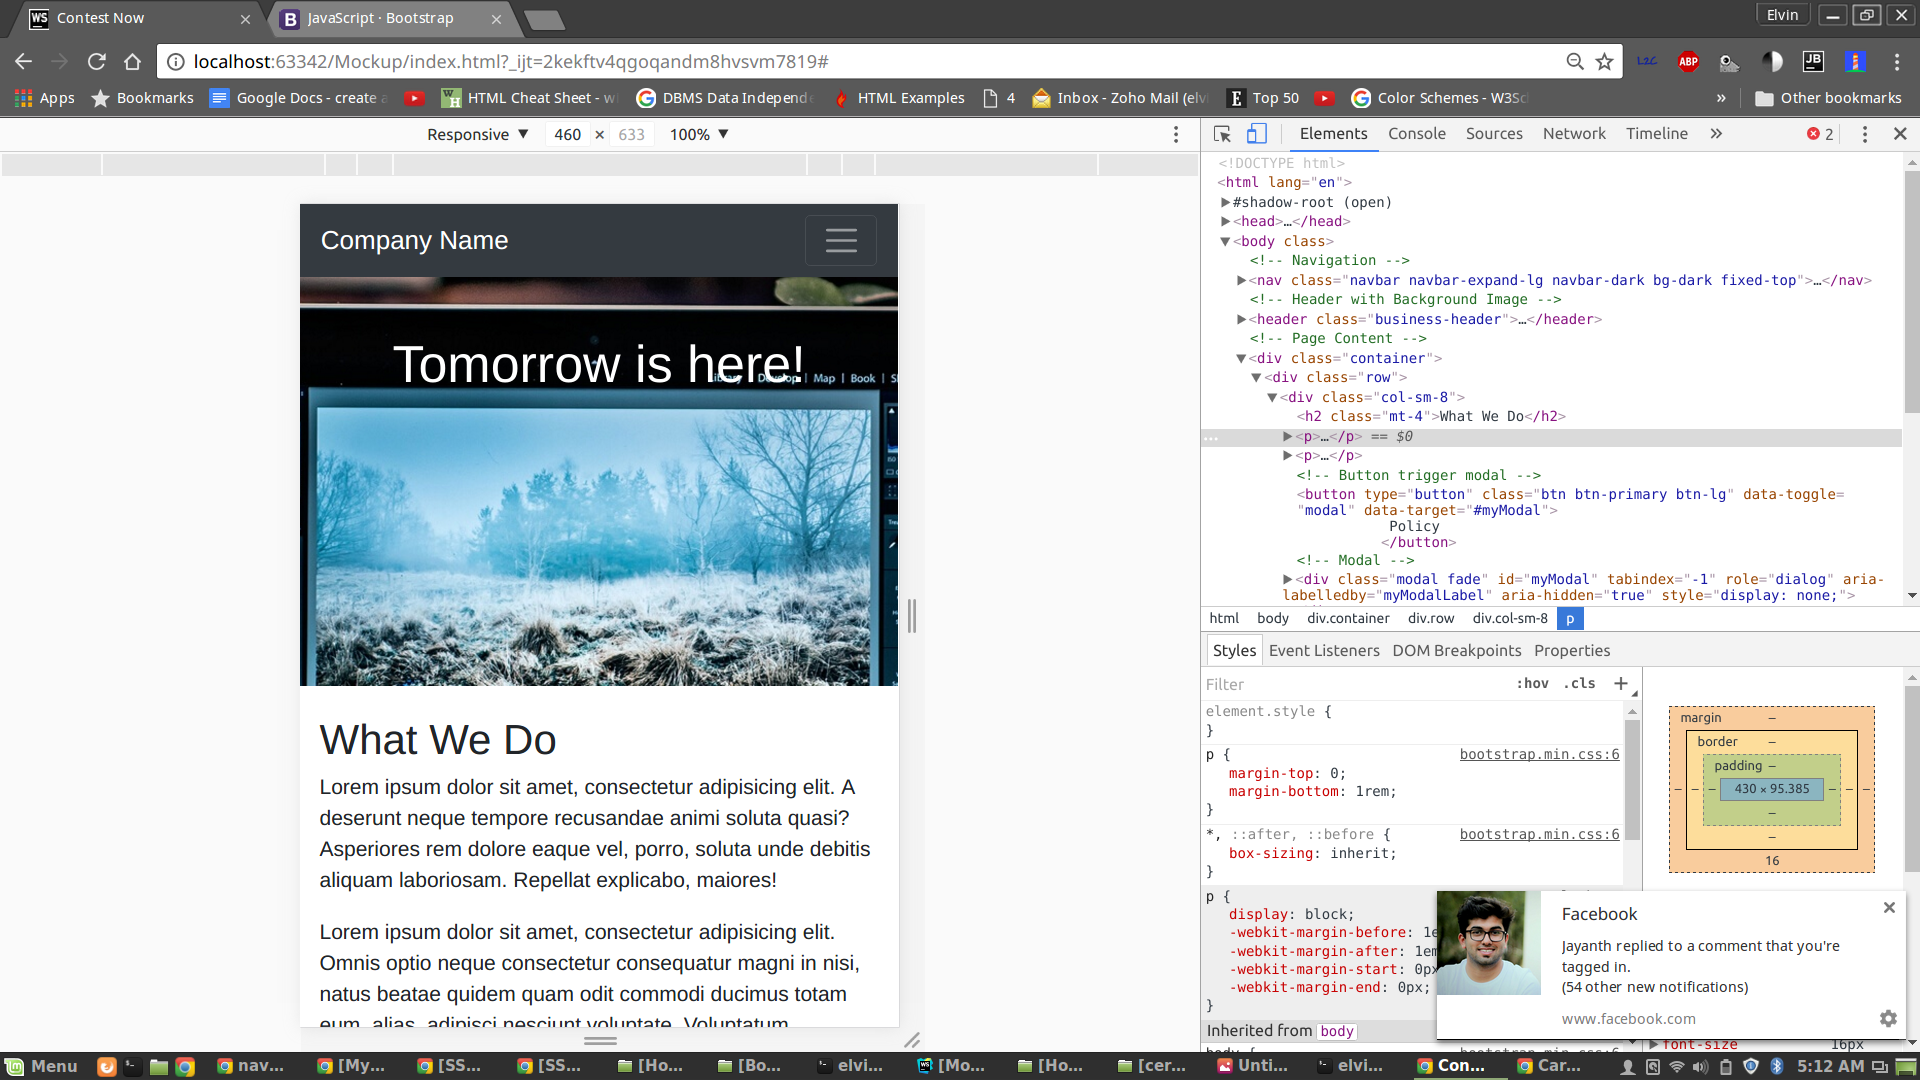 Contest Now
JavaScript · Bootstrap
Elvin
localhost:63342/Mockup/index.html?_ijt=2kekftv4qgoqandm8hvsvm7819#
Apps
Bookmarks
Google Docs - create a
HTML Cheat Sheet - w
DBMS Data Independ
HTML Examples
4
Inbox - Zoho Mail (elv
Top 50
Color Schemes - W3Sc
»
Other bookmarks
Responsive ▼ 460 × 633 100% ▼
Elements Console Sources Network Timeline » 2
Company Name
Tomorrow is here!
Develop | Map | Book |
What We Do
Lorem ipsum dolor sit amet, consectetur adipisicing elit. A
deserunt neque tempore recusandae animi soluta quasi?
Asperiores rem dolore eaque vel, porro, soluta unde debitis
aliquam laboriosam. Repellat explicabo, maiores!
Lorem ipsum dolor sit amet, consectetur adipisicing elit.
Omnis optio neque consectetur consequatur magni in nisi,
natus beatae quidem quam odit commodi ducimus totam
eum, alias, adipisci nesciunt voluptate. Voluptatum
<!DOCTYPE html>
<html lang="en">
▶#shadow-root (open)
▶<head>…</head>
▼<body class>
<!-- Navigation -->
▶<nav class="navbar navbar-expand-lg navbar-dark bg-dark fixed-top">…</nav>
<!-- Header with Background Image -->
▶<header class="business-header">…</header>
<!-- Page Content -->
▼<div class="container">
▼<div class="row">
▼<div class="col-sm-8">
<h2 class="mt-4">What We Do</h2>
… ▶<p>…</p> == $0
▶<p>…</p>
<!-- Button trigger modal -->
<button type="button" class="btn btn-primary btn-lg" data-toggle=
"modal" data-target="#myModal">
Policy
</button>
<!-- Modal -->
▶<div class="modal fade" id="myModal" tabindex="-1" role="dialog" aria-
labelledby="myModalLabel" aria-hidden="true" style="display: none;">
html body div.container div.row div.col-sm-8 p
Styles Event Listeners DOM Breakpoints Properties
Filter :hov .cls +
element.style {
}
p { bootstrap.min.css:6
margin-top: 0;
margin-bottom: 1rem;
}
*, ::after, ::before { bootstrap.min.css:6
box-sizing: inherit;
}
p {
display: block;
-webkit-margin-before: 1e
-webkit-margin-after: 1em
-webkit-margin-start: 0px
-webkit-margin-end: 0px;
}
Inherited from body
margin –
border –
padding –
– – – 430 × 95.385 – – –
–
–
16
Facebook
Jayanth replied to a comment that you're
tagged in.
(54 other new notifications)
www.facebook.com
▶ font-size 16px
Menu
nav...
[My...
[SS...
[SS...
[Ho...
[Bo...
elvi...
[Mo...
[Ho...
[cer...
Unti...
elvi...
Con...
Car...
5:12 AM